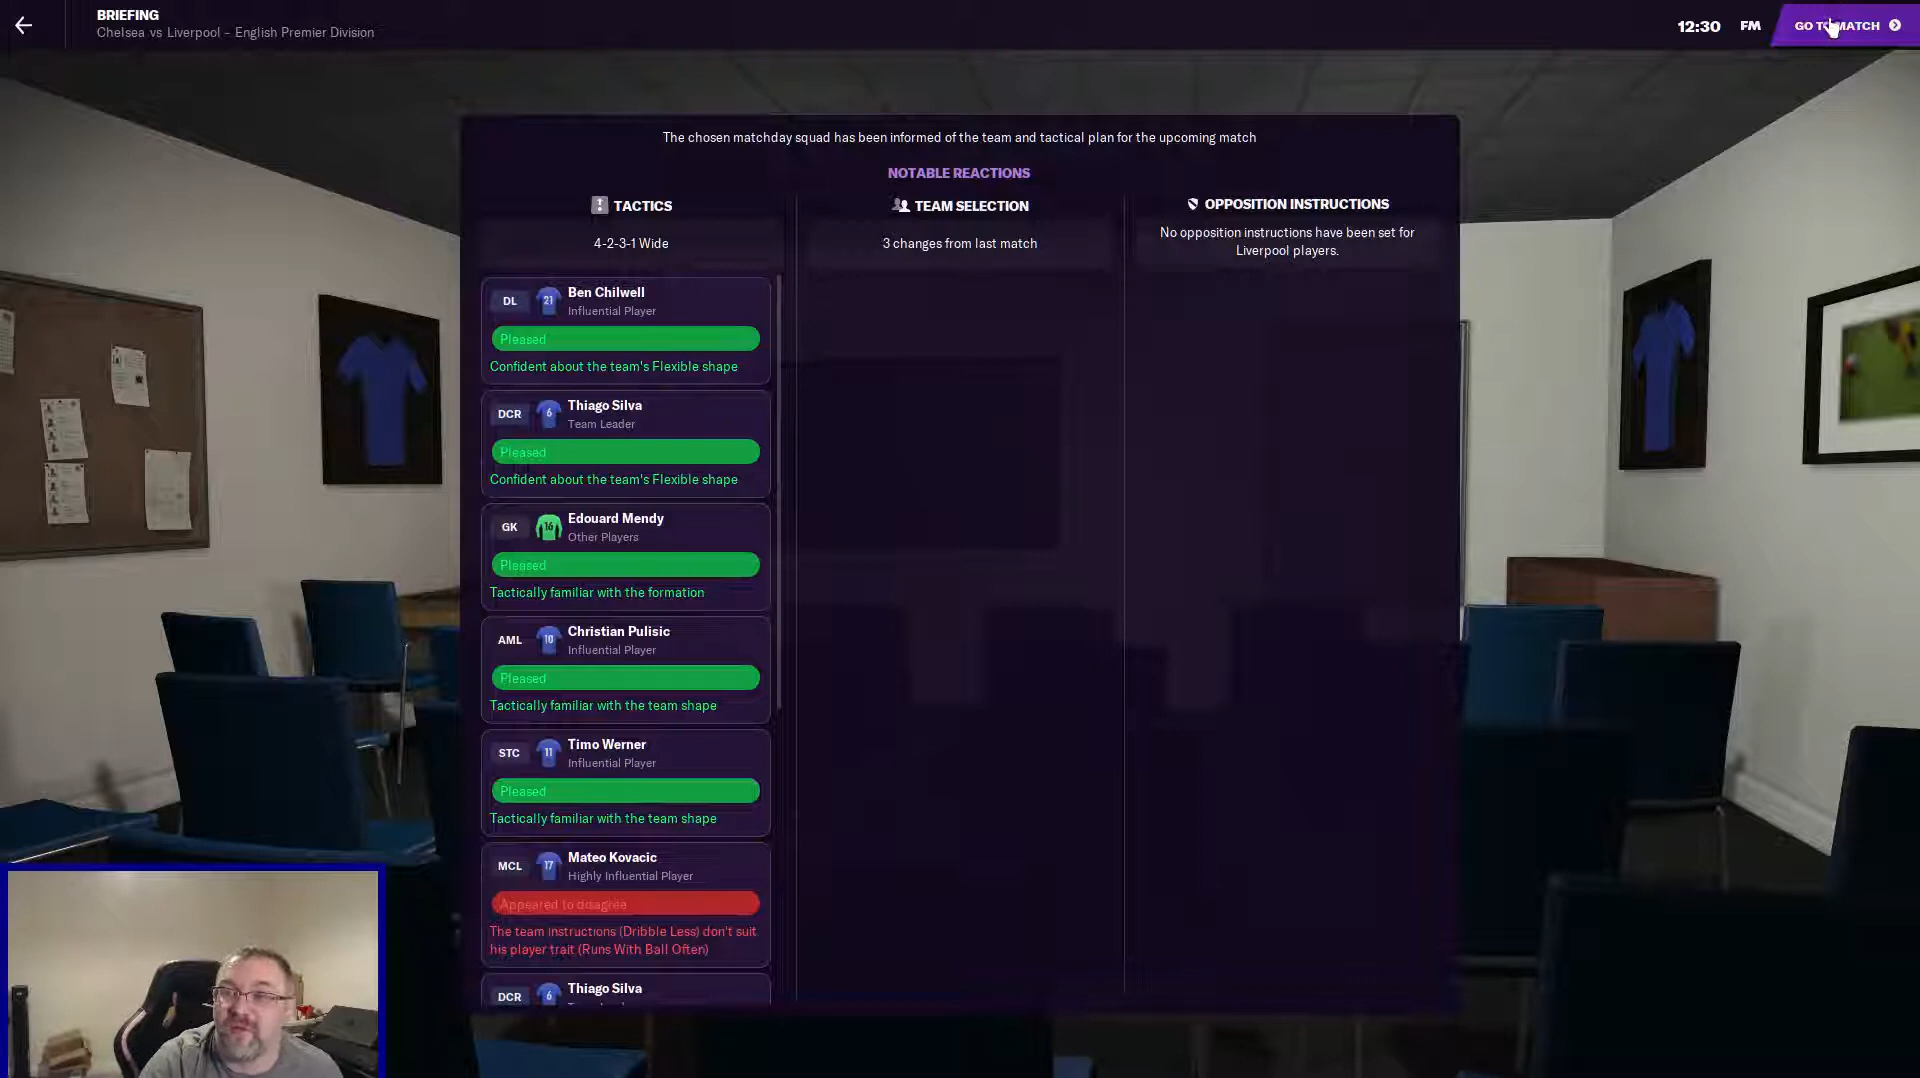 BRIEFING
Chelsea vs Liverpool - English Premier Division
12:30
FM
GO TO MATCH
The chosen matchday squad has been informed of the team and tactical plan for the upcoming match
NOTABLE REACTIONS
TACTICS
4-2-3-1 Wide
DL
21
Ben Chilwell
Influential Player
Pleased
Confident about the team's Flexible shape
DCR
6
Thiago Silva
Team Leader
Pleased
Confident about the team's Flexible shape
GK
16
Edouard Mendy
Other Players
Pleased
Tactically familiar with the formation
AML
10
Christian Pulisic
Influential Player
Pleased
Tactically familiar with the team shape
STC
11
Timo Werner
Influential Player
Pleased
Tactically familiar with the team shape
MCL
17
Mateo Kovacic
Highly Influential Player
Appeared to disagree
The team instructions (Dribble Less) don't suit
his player trait (Runs With Ball Often)
DCR
6
Thiago Silva
TEAM SELECTION
3 changes from last match
OPPOSITION INSTRUCTIONS
No opposition instructions have been set for
Liverpool players.